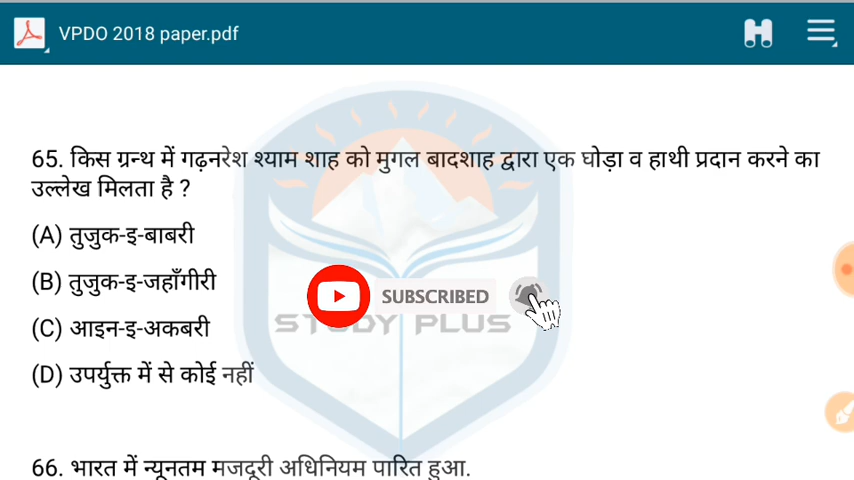 VPDO 2018 paper.pdf
65. किस ग्रन्थ में गढ़नरेश श्याम शाह को मुगल बादशाह द्वारा एक घोड़ा व हाथी प्रदान करने का
उल्लेख मिलता है ?
(A) तुजुक-इ-बाबरी
(B) तुजुक-इ-जहाँगीरी
SUBSCRIBED
STUDY PLUS
(C) आइन-इ-अकबरी
(D) उपर्युक्त में से कोई नहीं
66. भारत में न्यूनतम मजदूरी अधिनियम पारित हुआ.